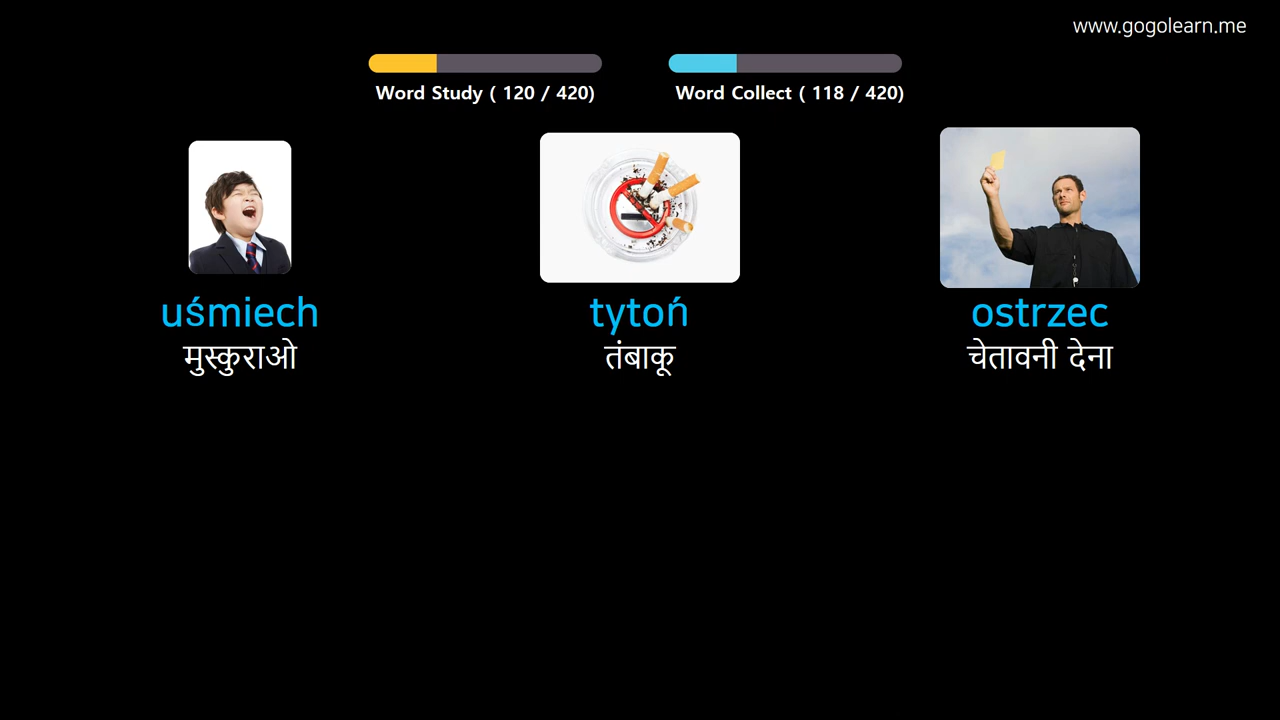 www.gogolearn.me
Word Study ( 120 / 420)
Word Collect ( 118 / 420)
uśmiech
मुस्कुराओ
tytoń
तंबाकू
ostrzec
चेतावनी देना